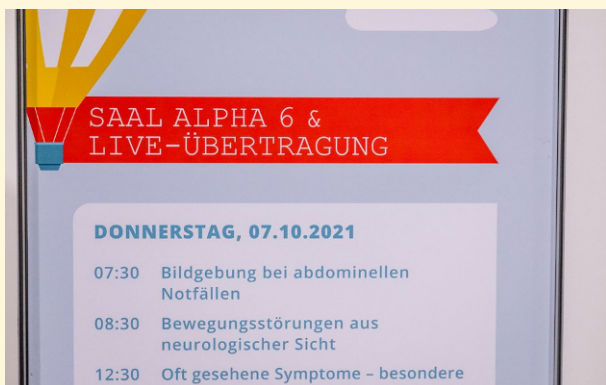 SAAL ALPHA 6 &
LIVE-ÜBERTRAGUNG
DONNERSTAG, 07.10.2021
07:30 Bildgebung bei abdominellen
Notfällen
08:30 Bewegungsstörungen aus
neurologischer Sicht
12:30 Oft gesehene Symptome – besondere